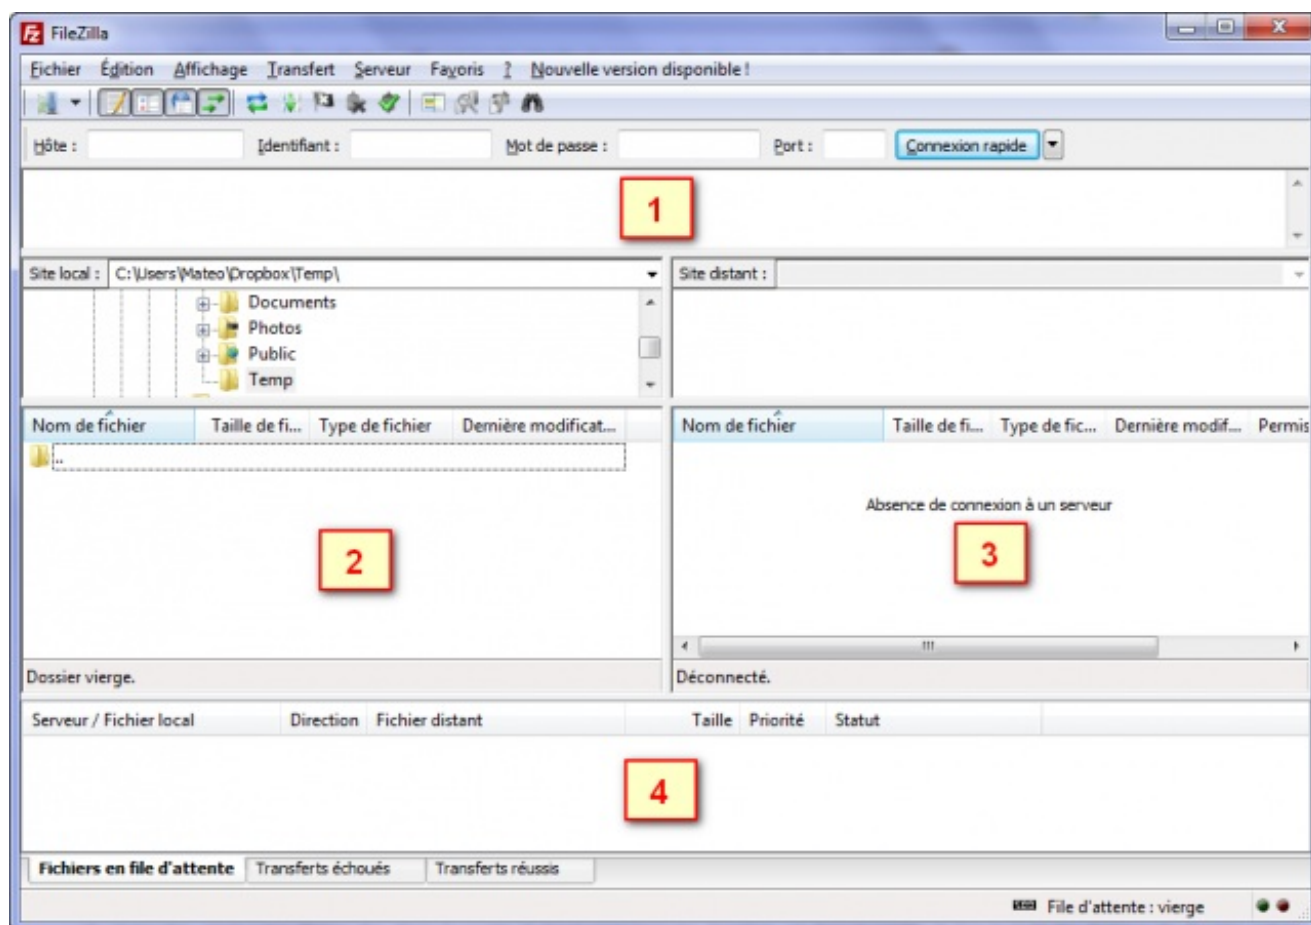 FileZilla
Fichier Édition Affichage Transfert Serveur Favoris ? Nouvelle version disponible !
Hôte : Identifiant : Mot de passe : Port : Connexion rapide
1
Site local : C:\Users\Mateo\Dropbox\Temp\ Site distant :
Documents
Photos
Public
Temp
Nom de fichier Taille de fi... Type de fichier Dernière modificat... Nom de fichier Taille de fi... Type de fic... Dernière modif... Permis
..
Absence de connexion à un serveur
2 3
Dossier vierge. Déconnecté.
Serveur / Fichier local Direction Fichier distant Taille Priorité Statut
4
Fichiers en file d'attente Transferts échoués Transferts réussis
File d'attente : vierge